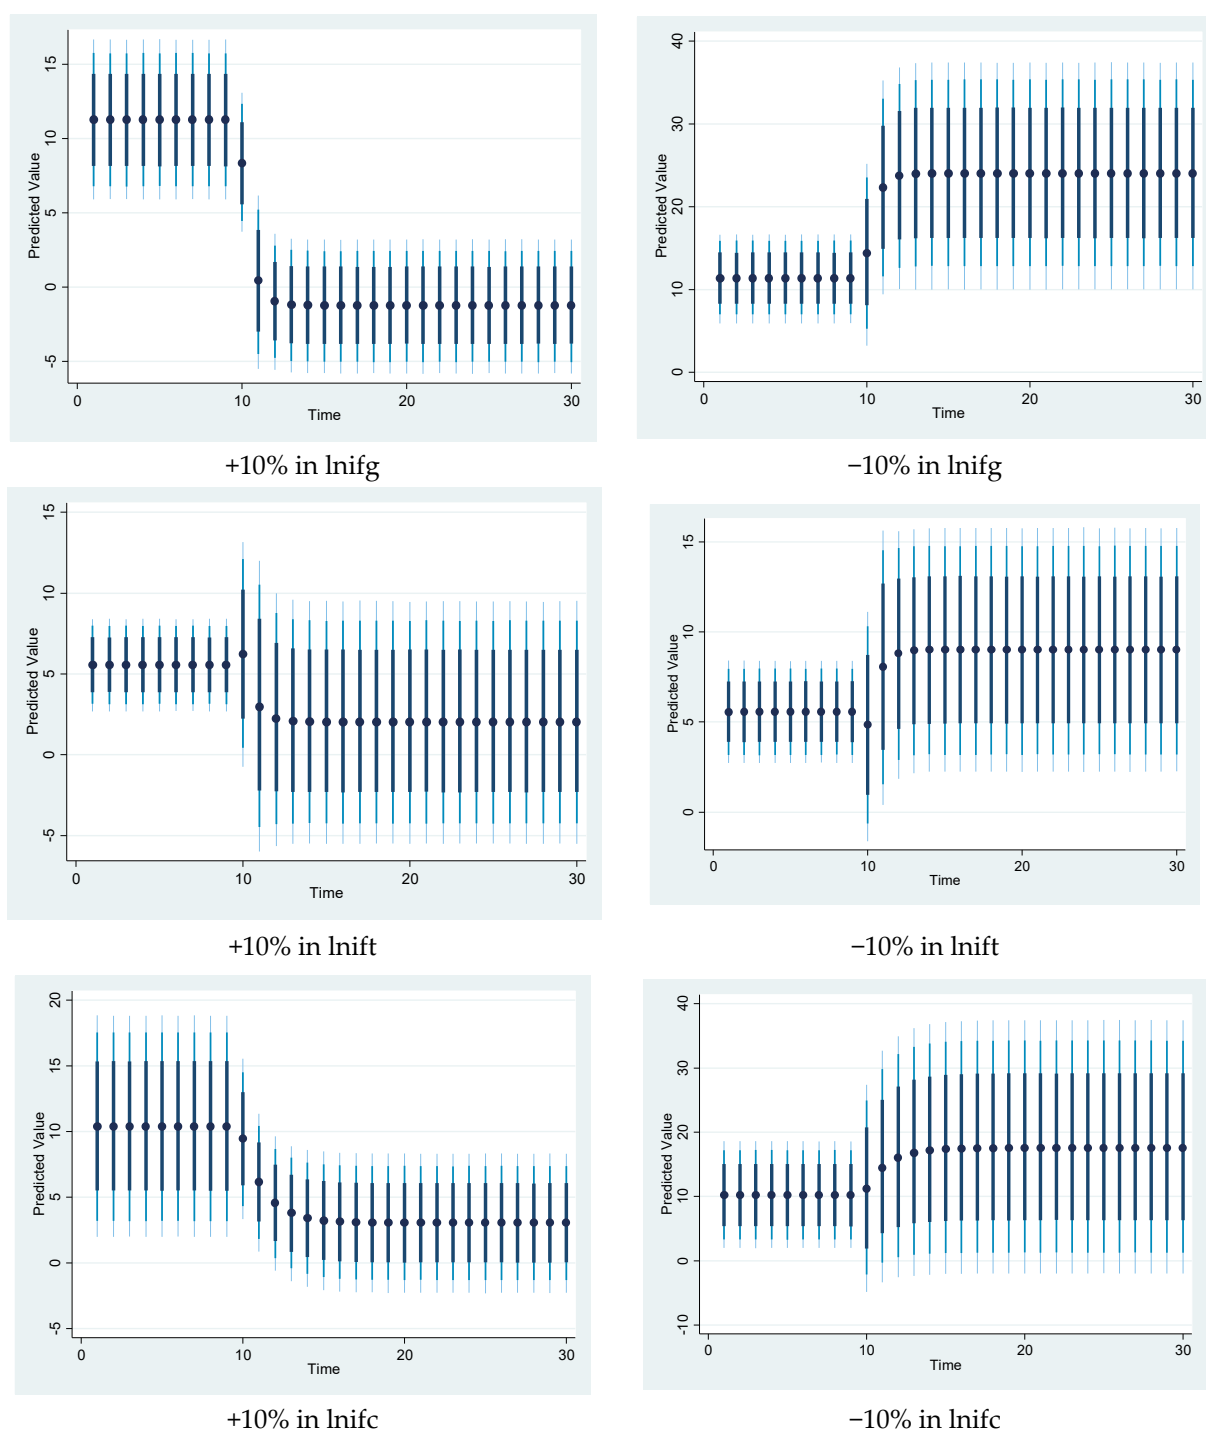 15
10
5
0
-5
Predicted Value
0 10 20 30
Time
+10% in lnifg
40
30
20
10
0
Predicted Value
0 10 20 30
Time
−10% in lnifg
15
10
5
0
-5
Predicted Value
0 10 20 30
Time
+10% in lnift
15
10
5
0
Predicted Value
0 10 20 30
Time
−10% in lnift
20
15
10
5
0
-5
Predicted Value
0 10 20 30
Time
+10% in lnifc
40
30
20
10
0
-10
Predicted Value
0 10 20 30
Time
−10% in lnifc